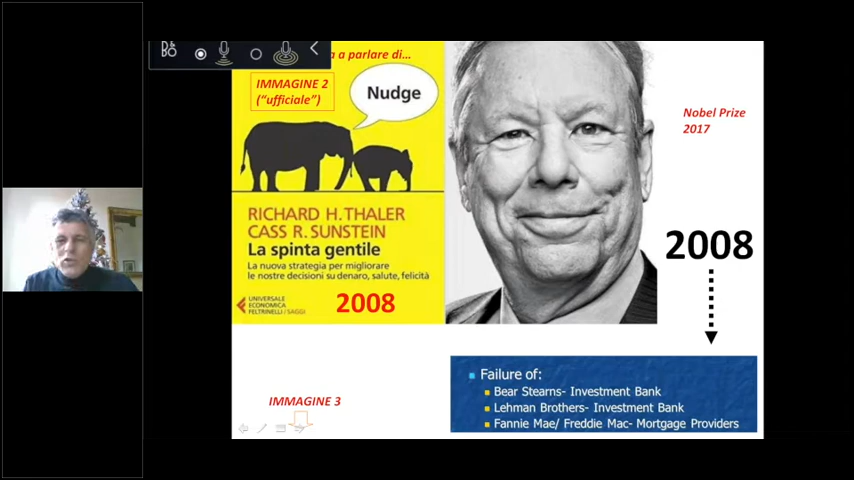 D&
BO
a a parlare di...
IMMAGINE 2
("ufficiale")
Nudge
Nobel Prize
2017
RICHARD H. THALER
CASS R. SUNSTEIN
La spinta gentile
La nuova strategia per migliorare
le nostre decisioni su denaro, salute, felicità
UNIVERSALE
ECONOMICA
FELTRINELLI/SAGGI
2008
2008
Failure of:
Bear Stearns- Investment Bank
Lehman Brothers- Investment Bank
Fannie Mae/ Freddie Mac- Mortgage Providers
IMMAGINE 3